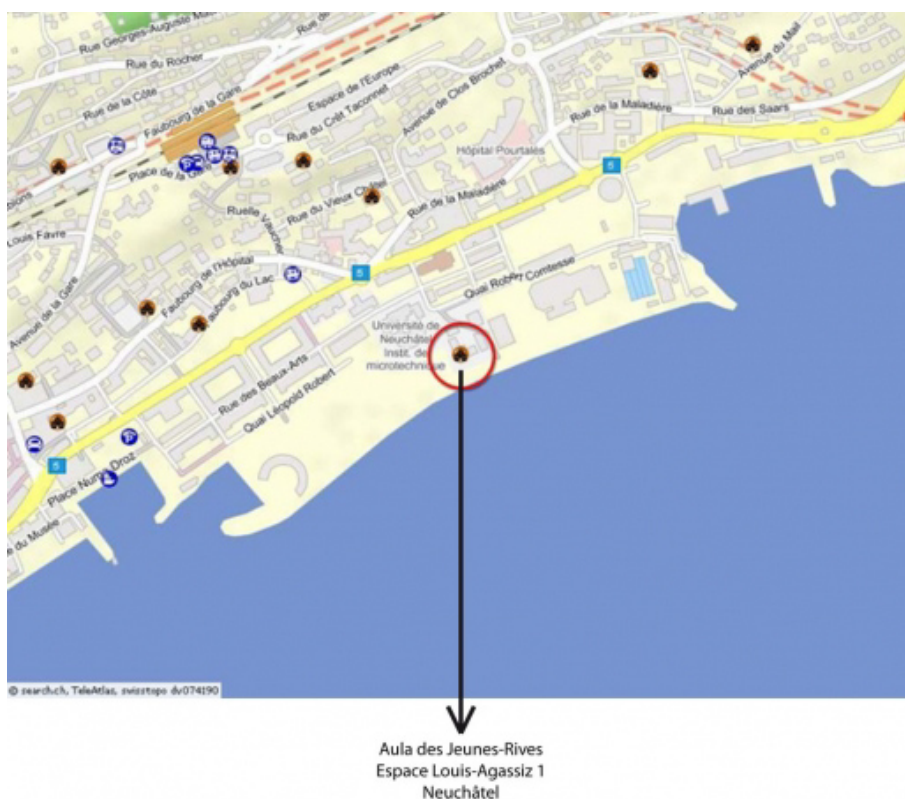 Rue Georges-Auguste
Rue du
Rue du Rocher
Rue de la Côte
Faubourg de la Gare
Espace de l'Europe
Rue du Crêt Taconnet
Avenue de Clos Brochet
Avenue du Mail
Rue de la Maladière
Rue des Saars
Place de la Gare
Hôpital Pourtalès
5
Rue du Vieux Châtel
Ruelle Vaucher
Rue de la Maladière
Louis Favre
Avenue de la Gare
Faubourg de l'Hôpital
Faubourg du Lac
5
Quai Robert Comtesse
Université de
Neuchâtel
Instit. de
microtechnique
Rue des Beaux-Arts
Quai Léopold Robert
5
Place Numa Droz
du Musée
© search.ch, TeleAtlas, swisstopo dv074190
Aula des Jeunes-Rives
Espace Louis-Agassiz 1
Neuchâtel